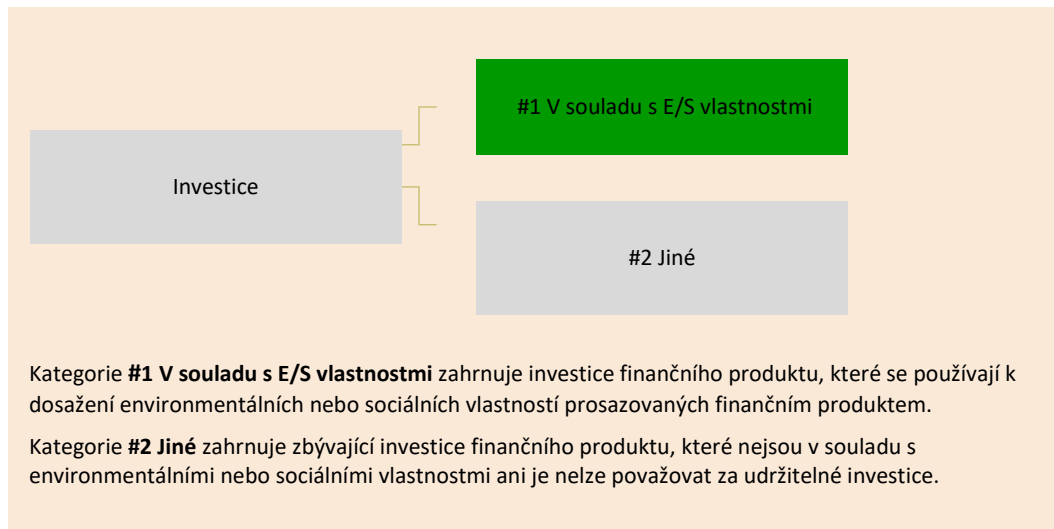 #1 V souladu s E/S vlastnostmi
Investice
#2 Jiné
Kategorie #1 V souladu s E/S vlastnostmi zahrnuje investice finančního produktu, které se používají k
dosažení environmentálních nebo sociálních vlastností prosazovaných finančním produktem.
Kategorie #2 Jiné zahrnuje zbývající investice finančního produktu, které nejsou v souladu s
environmentálními nebo sociálními vlastnostmi ani je nelze považovat za udržitelné investice.